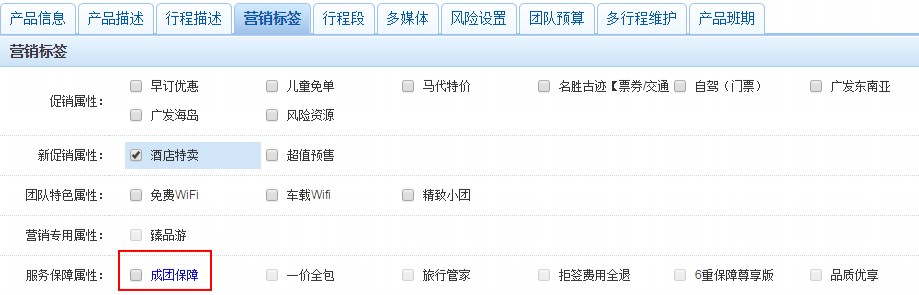 产品信息 产品描述 行程描述 营销标签 行程段 多媒体 风险设置 团队预算 多行程维护 产品班期
营销标签
促销属性: 早订优惠 儿童免单 马代特价 名胜古迹【票券/交通 自驾（门票） 广发东南亚
广发海岛 风险资源
新促销属性: 酒店特卖 超值预售
团队特色属性: 免费WiFi 车载Wifi 精致小团
营销专用属性: 臻品游
服务保障属性: 成团保障 一价全包 旅行管家 拒签费用全退 6重保障尊享版 品质优享